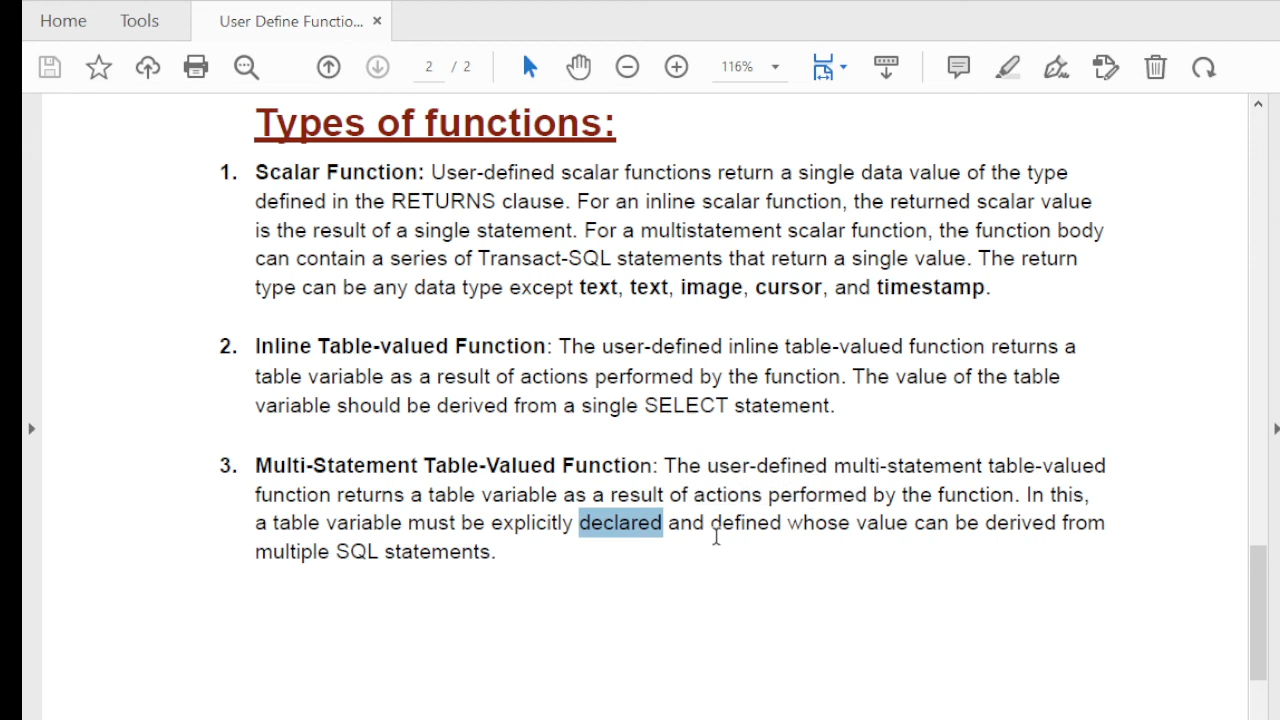 Home Tools User Define Functio... ×
2 / 2 116%
Types of functions:
1. Scalar Function: User-defined scalar functions return a single data value of the type
defined in the RETURNS clause. For an inline scalar function, the returned scalar value
is the result of a single statement. For a multistatement scalar function, the function body
can contain a series of Transact-SQL statements that return a single value. The return
type can be any data type except text, text, image, cursor, and timestamp.
2. Inline Table-valued Function: The user-defined inline table-valued function returns a
table variable as a result of actions performed by the function. The value of the table
variable should be derived from a single SELECT statement.
3. Multi-Statement Table-Valued Function: The user-defined multi-statement table-valued
function returns a table variable as a result of actions performed by the function. In this,
a table variable must be explicitly declared and defined whose value can be derived from
multiple SQL statements.